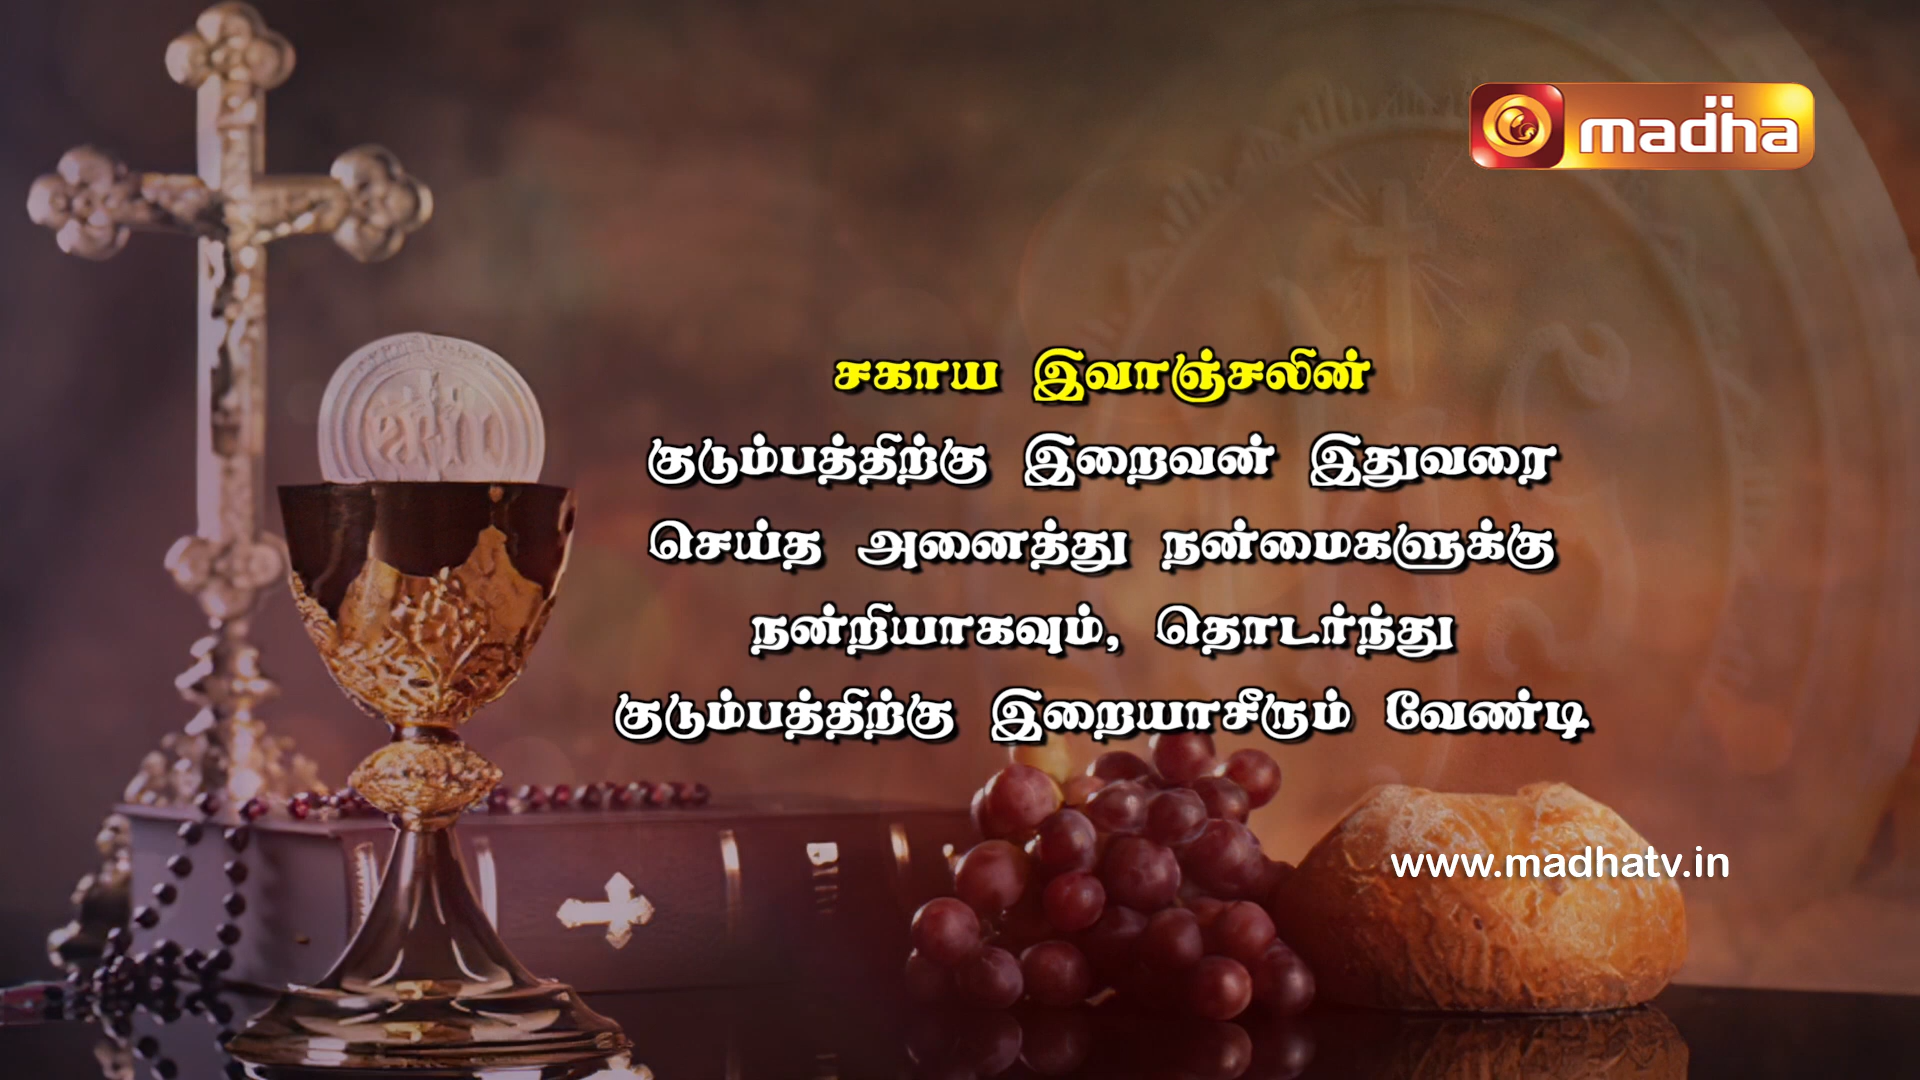 madha
சகாய இவாஞ்சலின்
குடும்பத்திற்கு இறைவன் இதுவரை
செய்த அனைத்து நன்மைகளுக்கு
நன்றியாகவும், தொடர்ந்து
குடும்பத்திற்கு இறையாசீரும் வேண்டி
www.madhatv.in